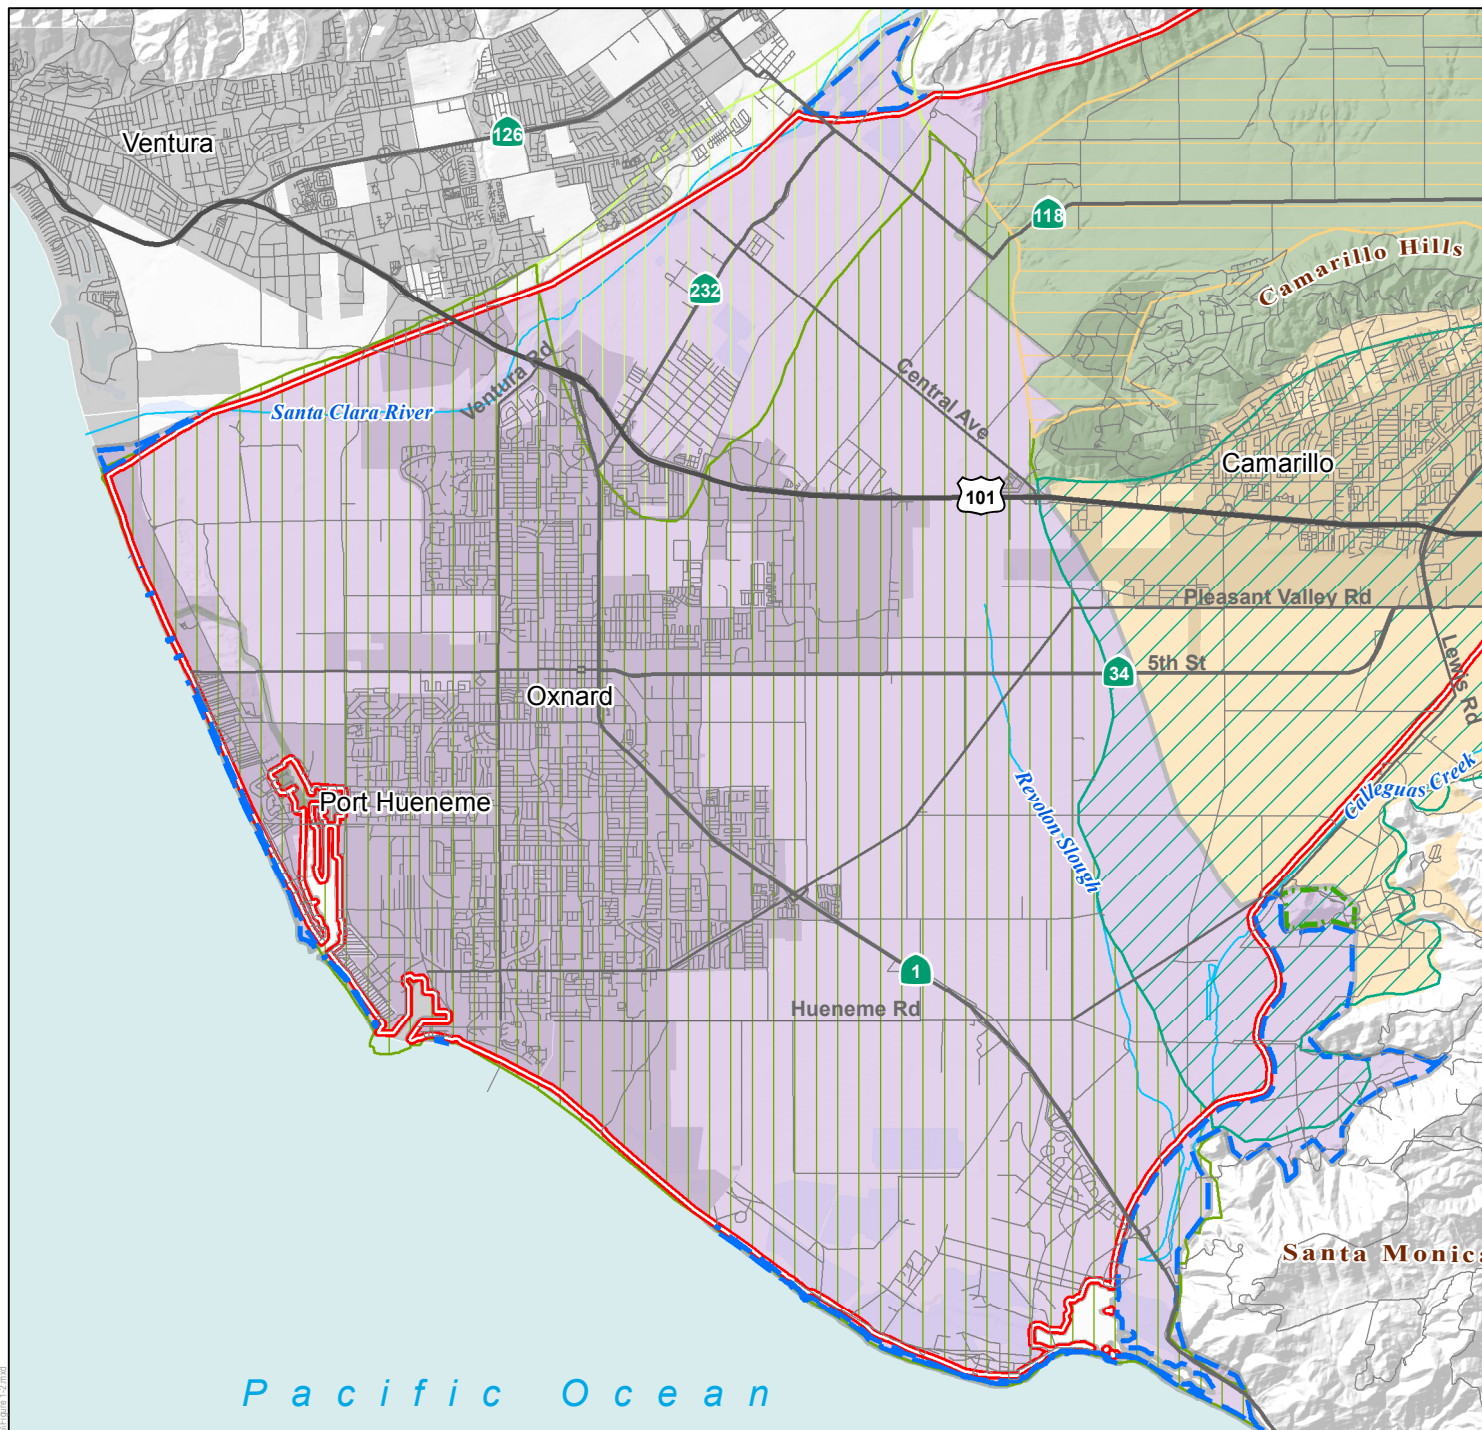 Ventura
126
118
Camarillo Hills
232
Ventura Rd
Central Ave
Santa Clara River
Camarillo
101
Pleasant Valley Rd
5th St
34
Lewis Rd
Oxnard
Revolon Slough
Calleguas Creek
Port Hueneme
1
Hueneme Rd
Santa Monica
Pacific Ocean